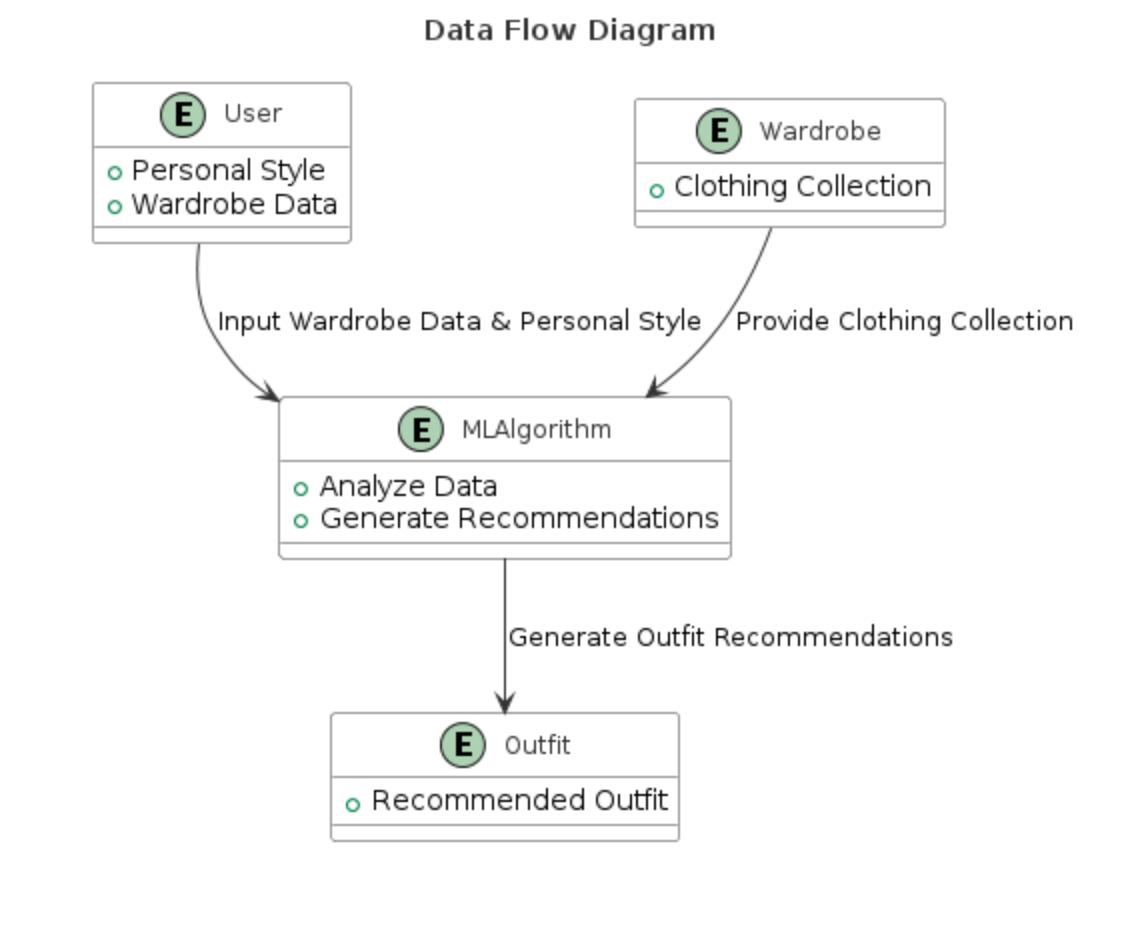 Data Flow Diagram
E User
Personal Style
Wardrobe Data
E Wardrobe
Clothing Collection
Input Wardrobe Data & Personal Style
Provide Clothing Collection
E MLAlgorithm
Analyze Data
Generate Recommendations
Generate Outfit Recommendations
E Outfit
Recommended Outfit